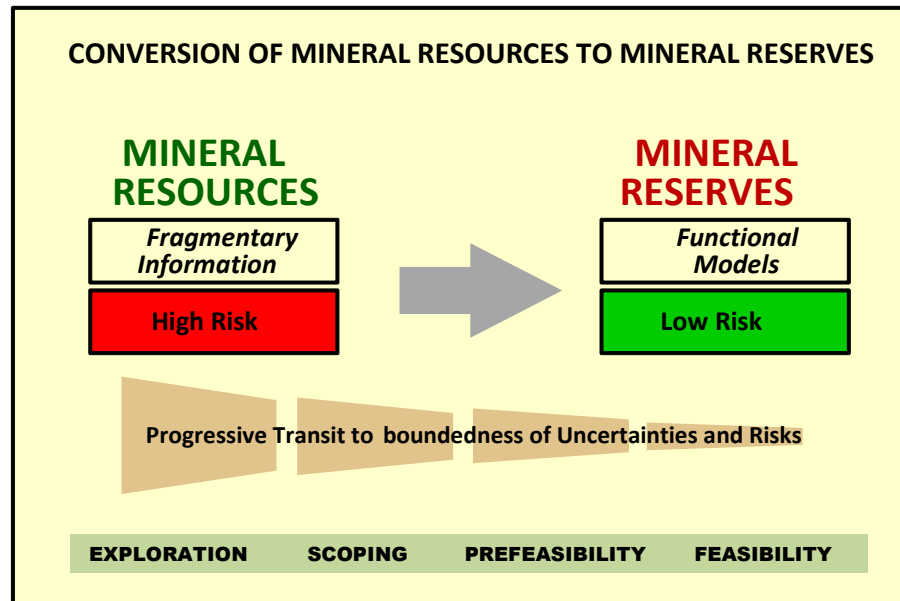 CONVERSION OF MINERAL RESOURCES TO MINERAL RESERVES
MINERAL
RESOURCES
Fragmentary
Information
High Risk
MINERAL
RESERVES
Functional
Models
Low Risk
Progressive Transit to boundedness of Uncertainties and Risks
EXPLORATION SCOPING PREFEASIBILITY FEASIBILITY